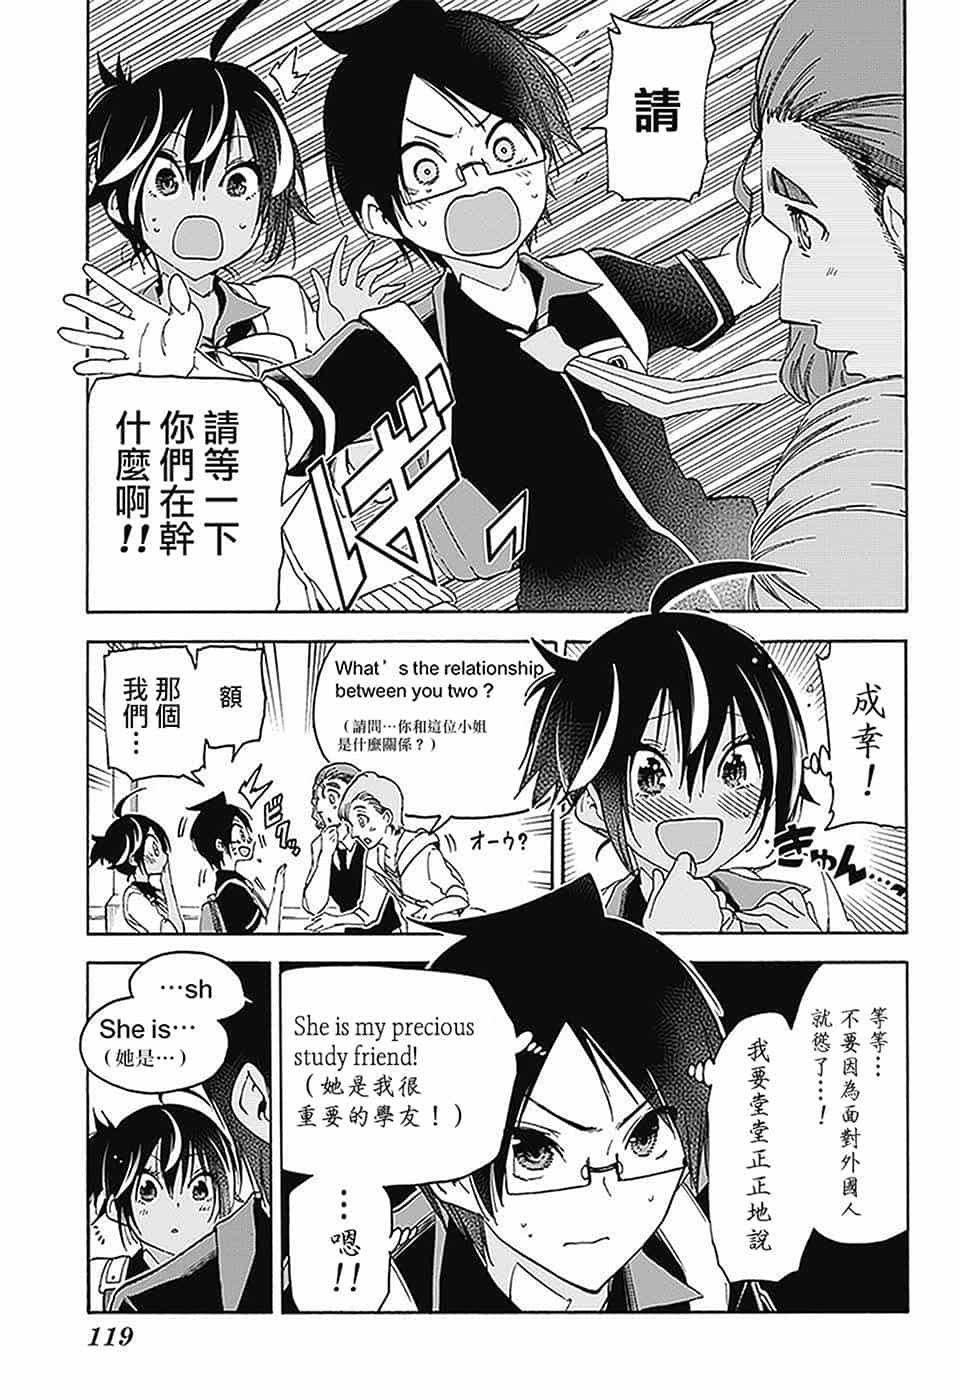 請
請等一下
你們在幹
什麼啊!!
バッ
成幸！
きゅん……
What's the relationship
between you two？
（請問…你和這位小姐
是什麼關係？）
オーウ?
額
那個
我們…
ビクッ
等等…
不要因為面對外國人
就慫了…！
我要堂堂正正地說
She is my precious
study friend!
（她是我很
重要的學友！）
…嗯!!
…sh
She is…
（她是…）
119